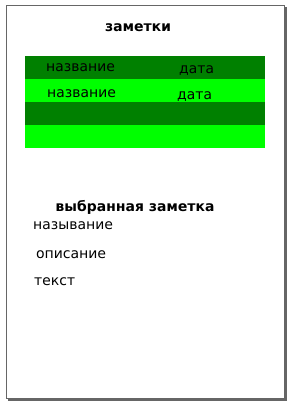 заметки
название дата
название дата
выбранная заметка
называние
описание
текст